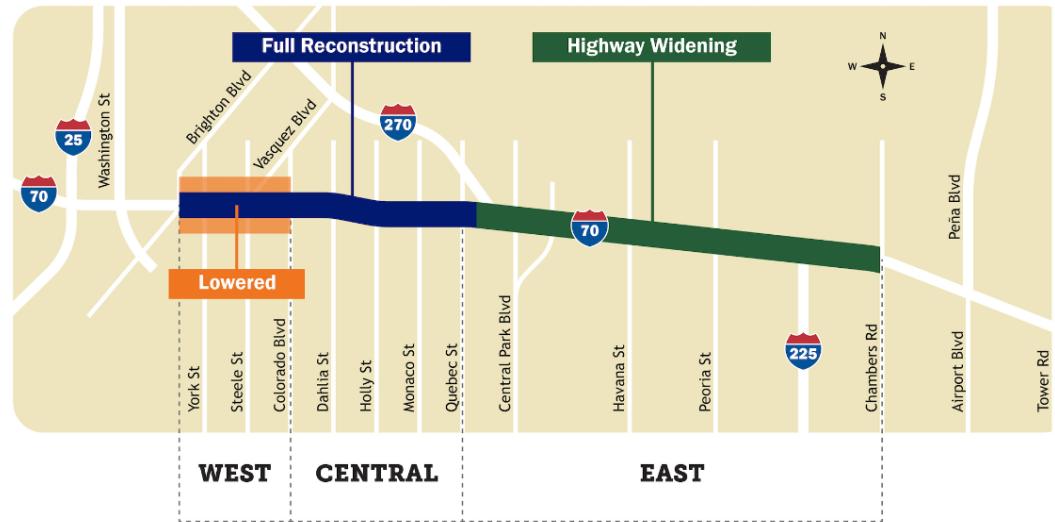 Full Reconstruction
Highway Widening
N
W
E
S
Brighton Blvd
Vasquez Blvd
Washington St
25
270
70
Peña Blvd
70
Lowered
York St
Steele St
Colorado Blvd
Dahlia St
Holly St
Monaco St
Quebec St
Central Park Blvd
Havana St
Peoria St
225
Chambers Rd
Airport Blvd
Tower Rd
WEST
CENTRAL
EAST